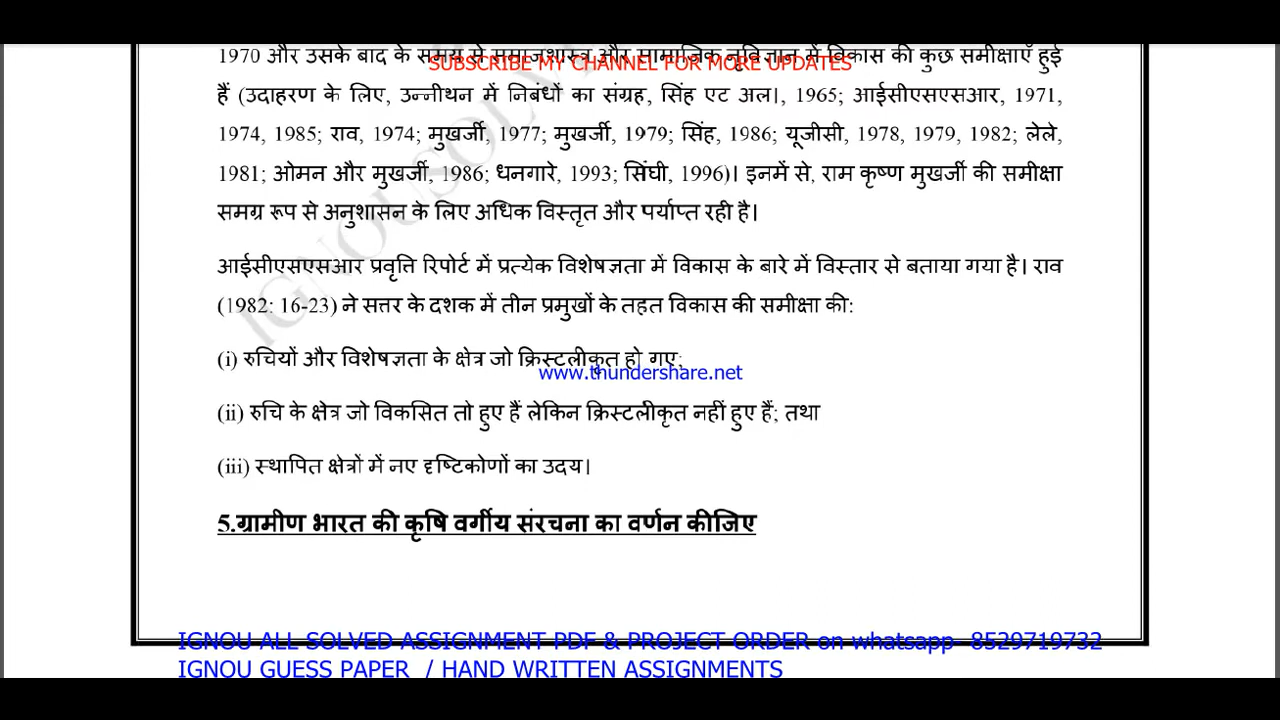 1970 और उसके बाद के समय से समाजशास्त्र और सामाजिक नृविज्ञान में विकास की कुछ समीक्षाएँ हुई
SUBSCRIBE MY CHANNEL FOR MORE UPDATES
हैं (उदाहरण के लिए, उन्नीथन में निबंधों का संग्रह, सिंह एट अल।, 1965; आईसीएसएसआर, 1971,
1974, 1985; राव, 1974; मुखर्जी, 1977; मुखर्जी, 1979; सिंह, 1986; यूजीसी, 1978, 1979, 1982; लेले,
1981; ओमन और मुखर्जी, 1986; धनगारे, 1993; सिंघी, 1996)। इनमें से, राम कृष्ण मुखर्जी की समीक्षा
समग्र रूप से अनुशासन के लिए अधिक विस्तृत और पर्याप्त रही है।
आईसीएसएसआर प्रवृत्ति रिपोर्ट में प्रत्येक विशेषज्ञता में विकास के बारे में विस्तार से बताया गया है। राव
(1982: 16-23) ने सत्तर के दशक में तीन प्रमुखों के तहत विकास की समीक्षा की:
(i) रुचियों और विशेषज्ञता के क्षेत्र जो क्रिस्टलीकृत हो गए;
www.thundershare.net
(ii) रुचि के क्षेत्र जो विकसित तो हुए हैं लेकिन क्रिस्टलीकृत नहीं हुए हैं; तथा
(iii) स्थापित क्षेत्रों में नए दृष्टिकोणों का उदय।
5.ग्रामीण भारत की कृषि वर्गीय संरचना का वर्णन कीजिए
IGNOU ALL SOLVED ASSIGNMENT PDF & PROJECT ORDER on whatsapp- 8529719732
IGNOU GUESS PAPER / HAND WRITTEN ASSIGNMENTS